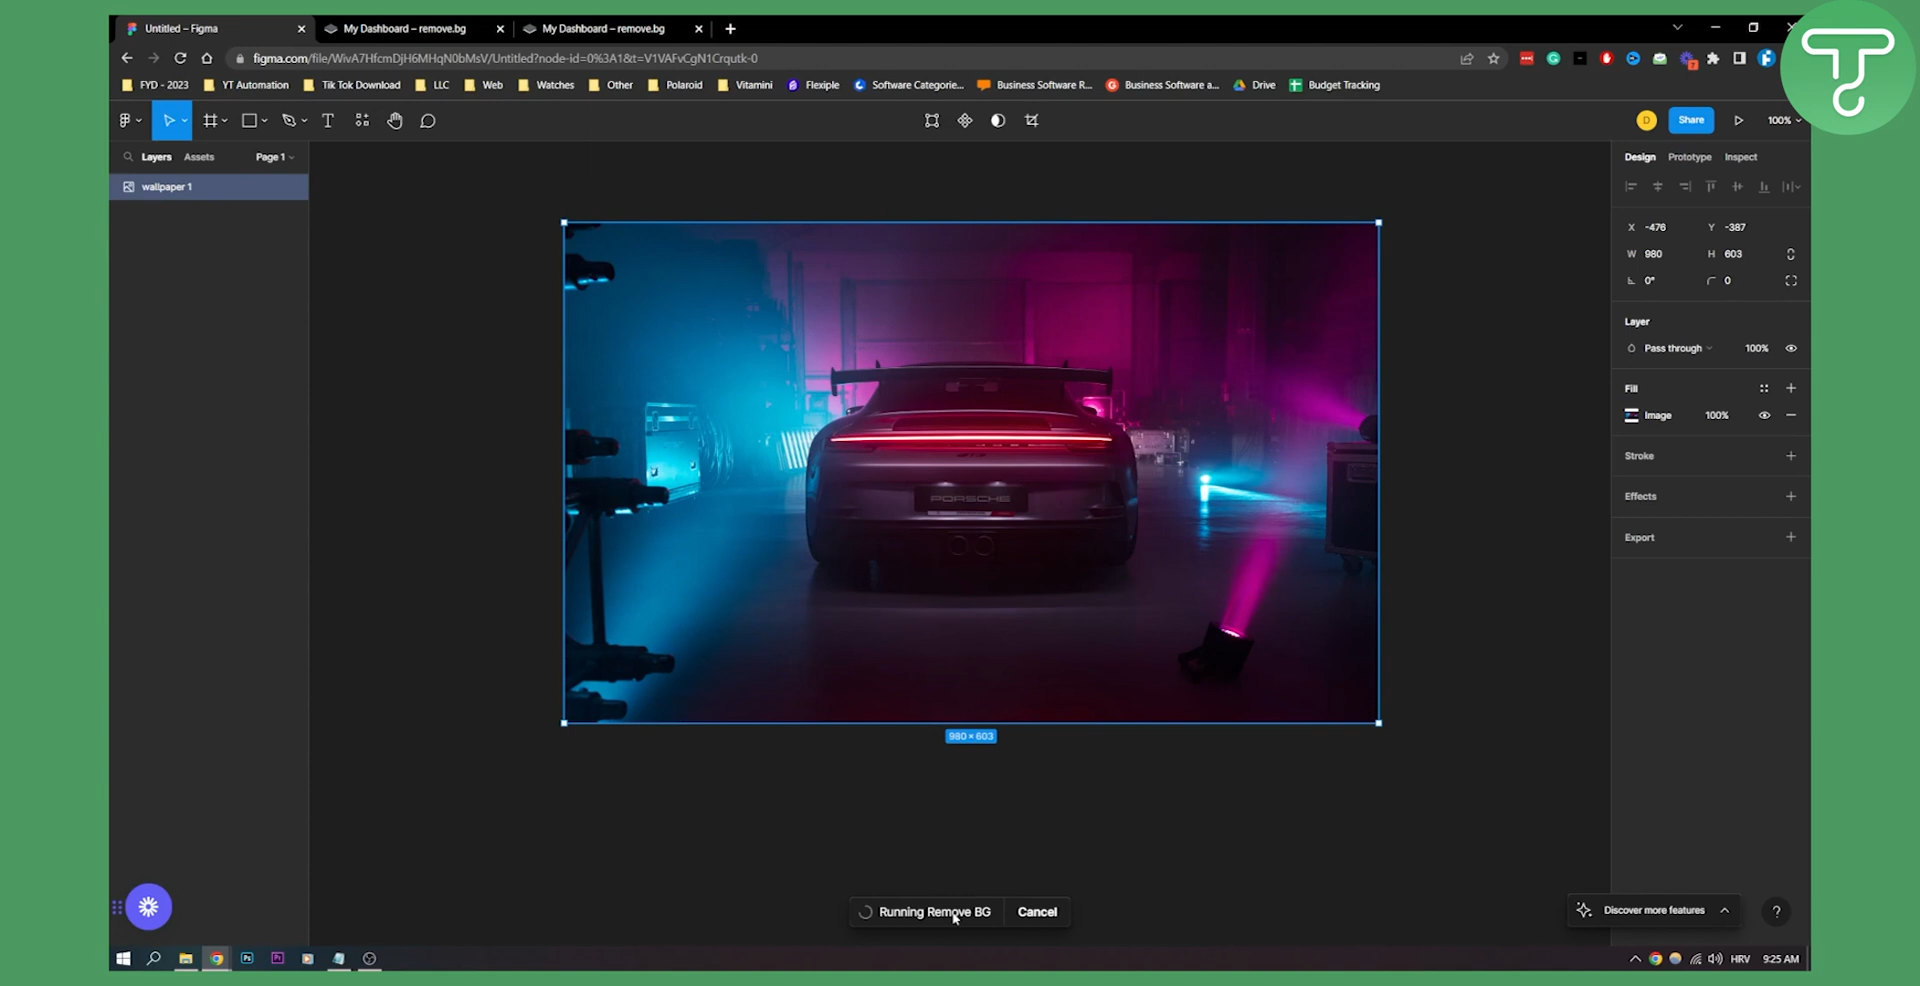 Untitled – Figma
My Dashboard – remove.bg
My Dashboard – remove.bg
figma.com/file/WivA7HfcmDjH6MHqN0bMsV/Untitled?node-id=0%3A1&t=V1VAFvCgN1Crqutk-0
FYD - 2023
YT Automation
Tik Tok Download
LLC
Web
Watches
Other
Polaroid
Vitamini
Flexiple
Software Categorie...
Business Software R...
Business Software a...
Drive
Budget Tracking
D
Share
100%
Layers
Assets
Page 1
Design
Prototype
Inspect
wallpaper 1
X -476
Y -387
W 980
H 603
0°
0
Layer
Pass through
100%
Fill
Image
100%
Stroke
Effects
Export
PORSCHE
980 × 603
Running Remove BG
Cancel
Discover more features
?
Ps
Pr
HRV
9:25 AM